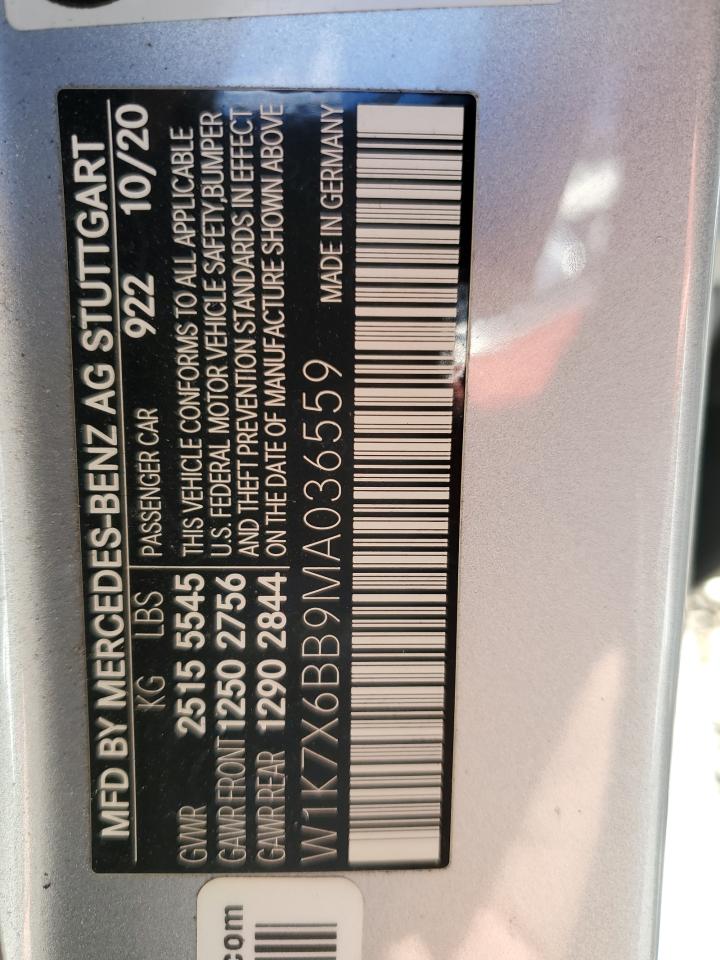 MFD BY MERCEDES-BENZ AG STUTTGART
KG LBS PASSENGER CAR 922 10/20
GVWR 2515 5545
GAWR FRONT 1250 2756
GAWR REAR 1290 2844
THIS VEHICLE CONFORMS TO ALL APPLICABLE
U.S. FEDERAL MOTOR VEHICLE SAFETY,BUMPER
AND THEFT PREVENTION STANDARDS IN EFFECT
ON THE DATE OF MANUFACTURE SHOWN ABOVE
W1K7X6BB9MA036559 MADE IN GERMANY
.com